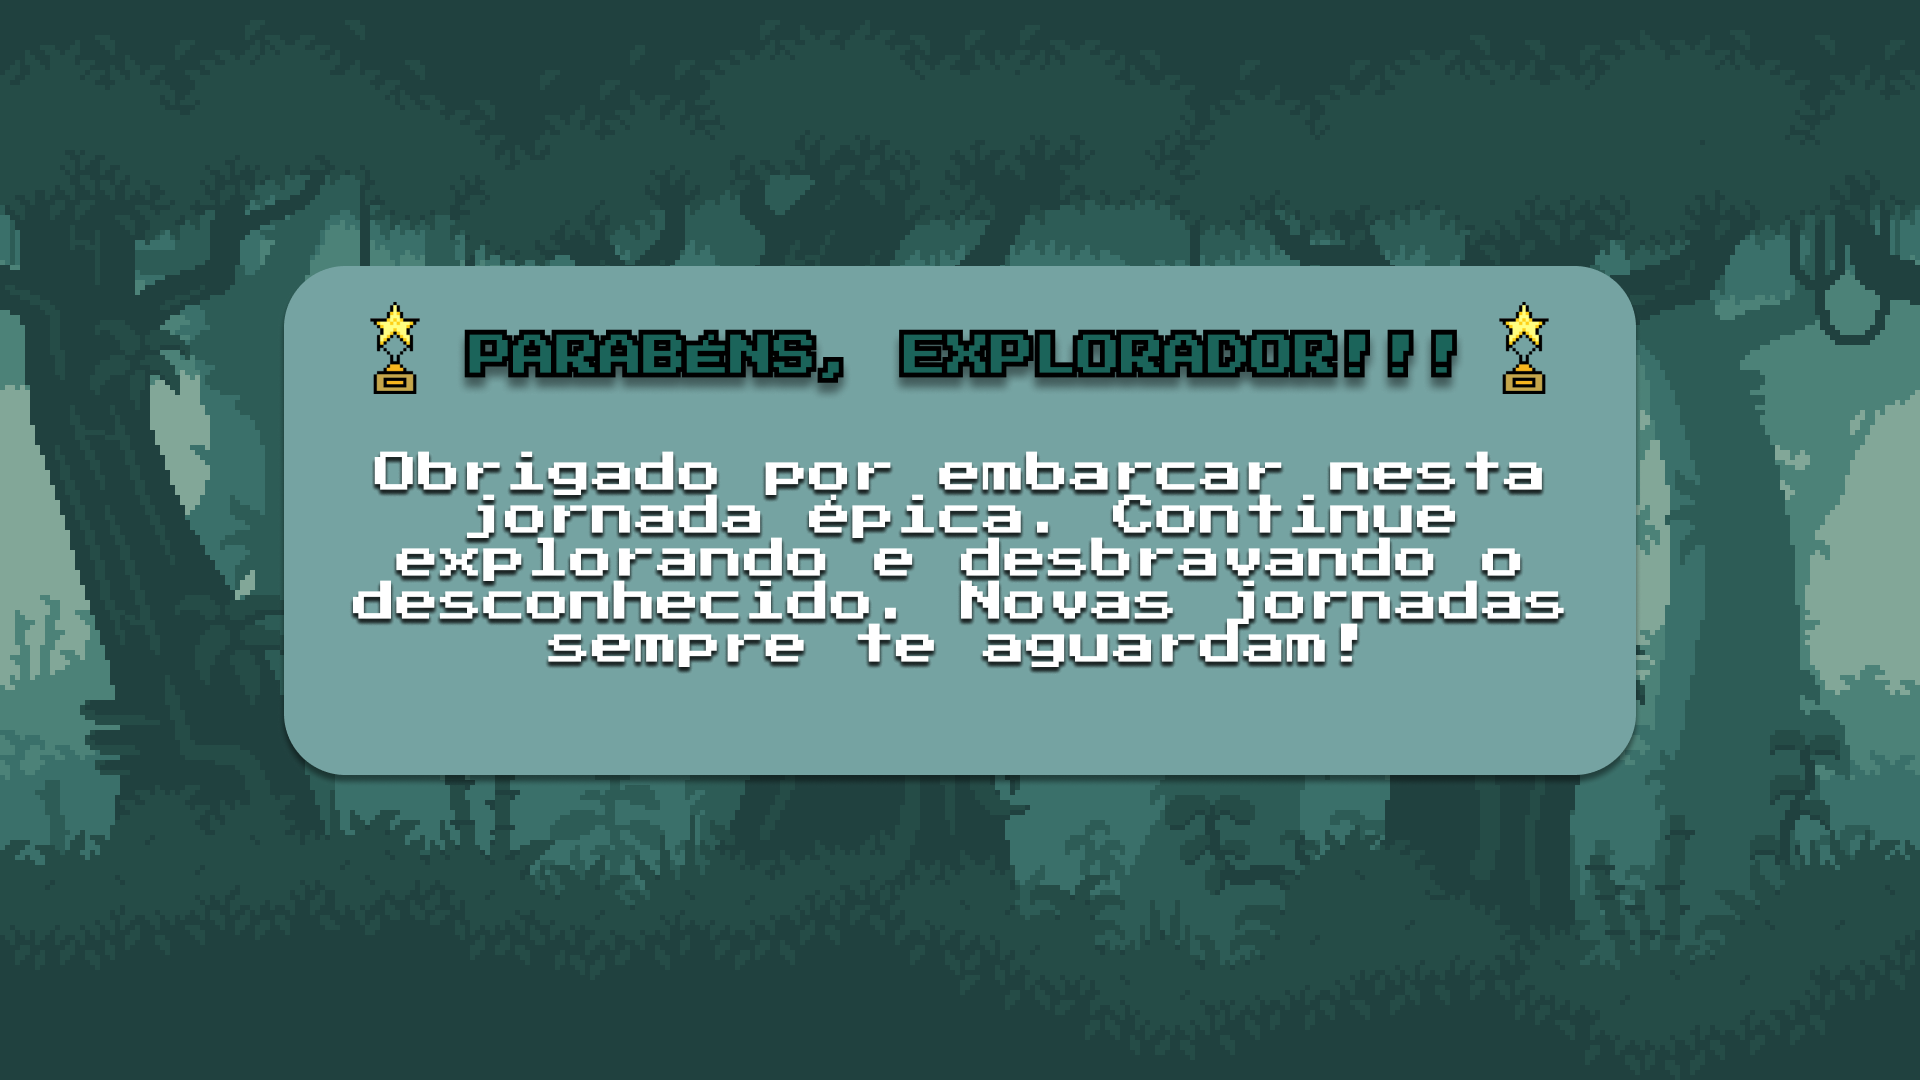 PARABéNS, EXPLORADOR!!!
Obrigado por embarcar nesta
jornada épica. Continue
explorando e desbravando o
desconhecido. Novas jornadas
sempre te aguardam!